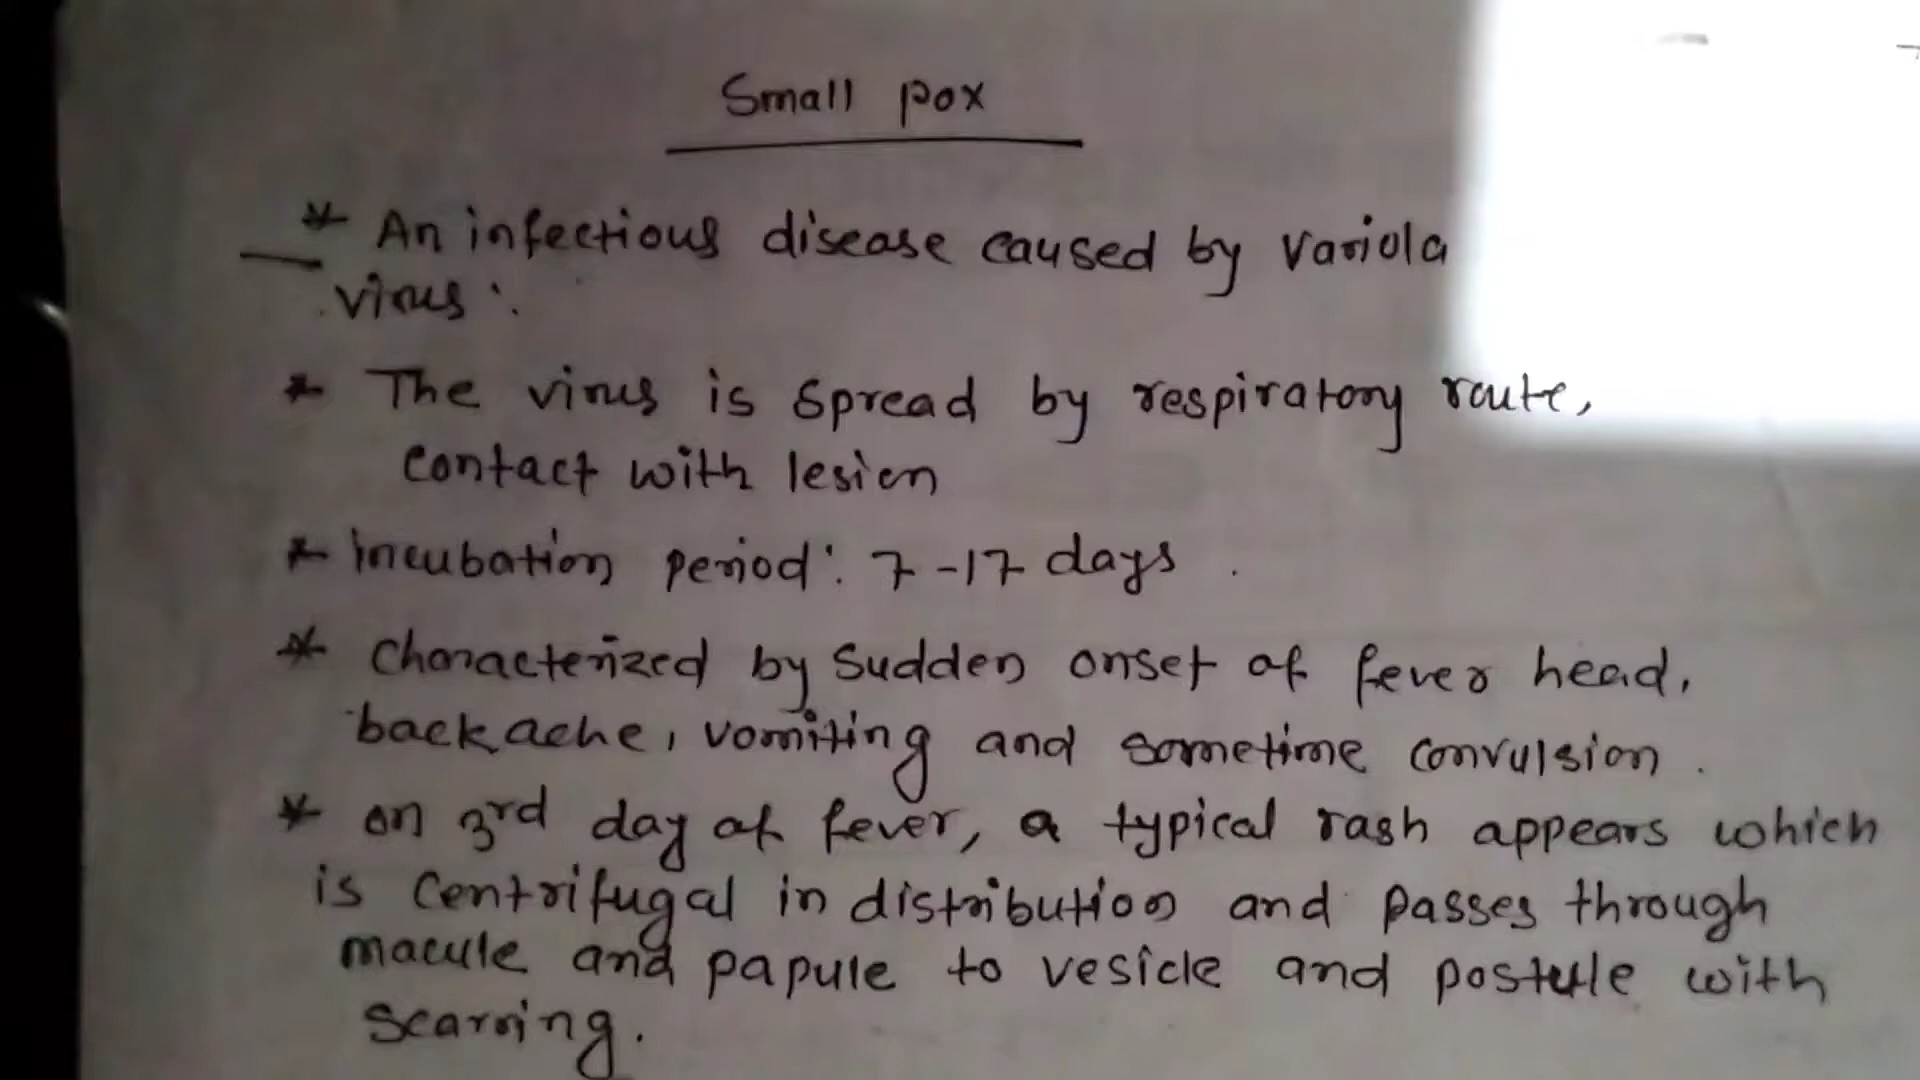 Small pox
* An infectious disease caused by variola
virus :.
* The virus is spread by respiratory route,
contact with lesion
* incubation period : 7-17 days .
* characterized by sudden onset of fever head,
backache, vomiting and sometime convulsion .
* on 3rd day of fever, a typical rash appears which
is centrifugal in distribution and passes through
macule and papule to vesicle and postule with
scarring.